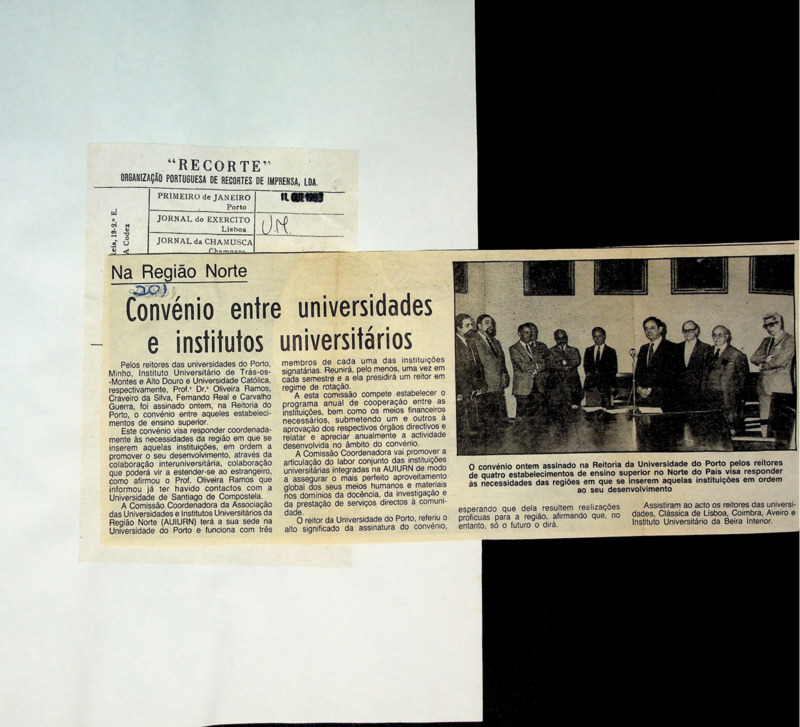 "RECORTE"
ORGANIZAÇÃO PORTUGUESA DE RECORTES DE IMPRENSA, LDA.
PRIMEIRO de JANEIRO
Porto
JORNAL do EXERCITO
Lisboa
JORNAL da CHAMUSCA
Chamusca
19-2.º E.
A Codex
Na Região Norte
201
Convénio entre universidades
e institutos universitários
Pelos reitores das universidades do Porto,
Minho, Instituto Universitário de Trás-os-
-Montes e Alto Douro e Universidade Católica,
respectivamente, Prof.s Dr.s Oliveira Ramos,
Craveiro da Silva, Fernando Real e Carvalho
Guerra, foi assinado ontem, na Reitoria do
Porto, o convénio entre aqueles estabeleci-
mentos de ensino superior.
Este convénio visa responder coordenada-
mente às necessidades da região em que se
inserem aquelas instituições, em ordem a
promover o seu desenvolvimento, através da
colaboração interuniversitária, colaboração
que poderá vir a estender-se ao estrangeiro,
como afirmou o Prof. Oliveira Ramos que
informou já ter havido contactos com a
Universidade de Santiago de Compostela.
A Comissão Coordenadora da Associação
das Universidades e Institutos Universitários da
Região Norte (AUIURN) terá a sua sede na
Universidade do Porto e funciona com três
membros de cada uma das instituições
signatárias. Reunirá, pelo menos, uma vez em
cada semestre e a ela presidirá um reitor em
regime de rotação.
A esta comissão compete estabelecer o
programa anual de cooperação entre as
instituições, bem como os meios financeiros
necessários, submetendo um e outros à
aprovação dos respectivos órgãos directivos e
relatar e apreciar anualmente a actividade
desenvolvida no âmbito do convénio.
A Comissão Coordenadora vai promover a
articulação do labor conjunto das instituições
universitárias integradas na AUIURN de modo
a assegurar o mais perfeito aproveitamento
global dos seus meios humanos e materiais
nos domínios da docência, da investigação e
da prestação de serviços directos à comuni-
dade.
O reitor da Universidade do Porto, referiu o
alto significado da assinatura do convénio,
O convénio ontem assinado na Reitoria da Universidade do Porto pelos reitores
de quatro estabelecimentos de ensino superior no Norte do País visa responder
às necessidades das regiões em que se inserem aquelas instituições em ordem
ao seu desenvolvimento
esperando que dela resultem realizações
profícuas para a região, afirmando que, no
entanto, só o futuro o dirá.
Assistiram ao acto os reitores das universi-
dades, Clássica de Lisboa, Coimbra, Aveiro e
Instituto Universitário da Beira Interior.